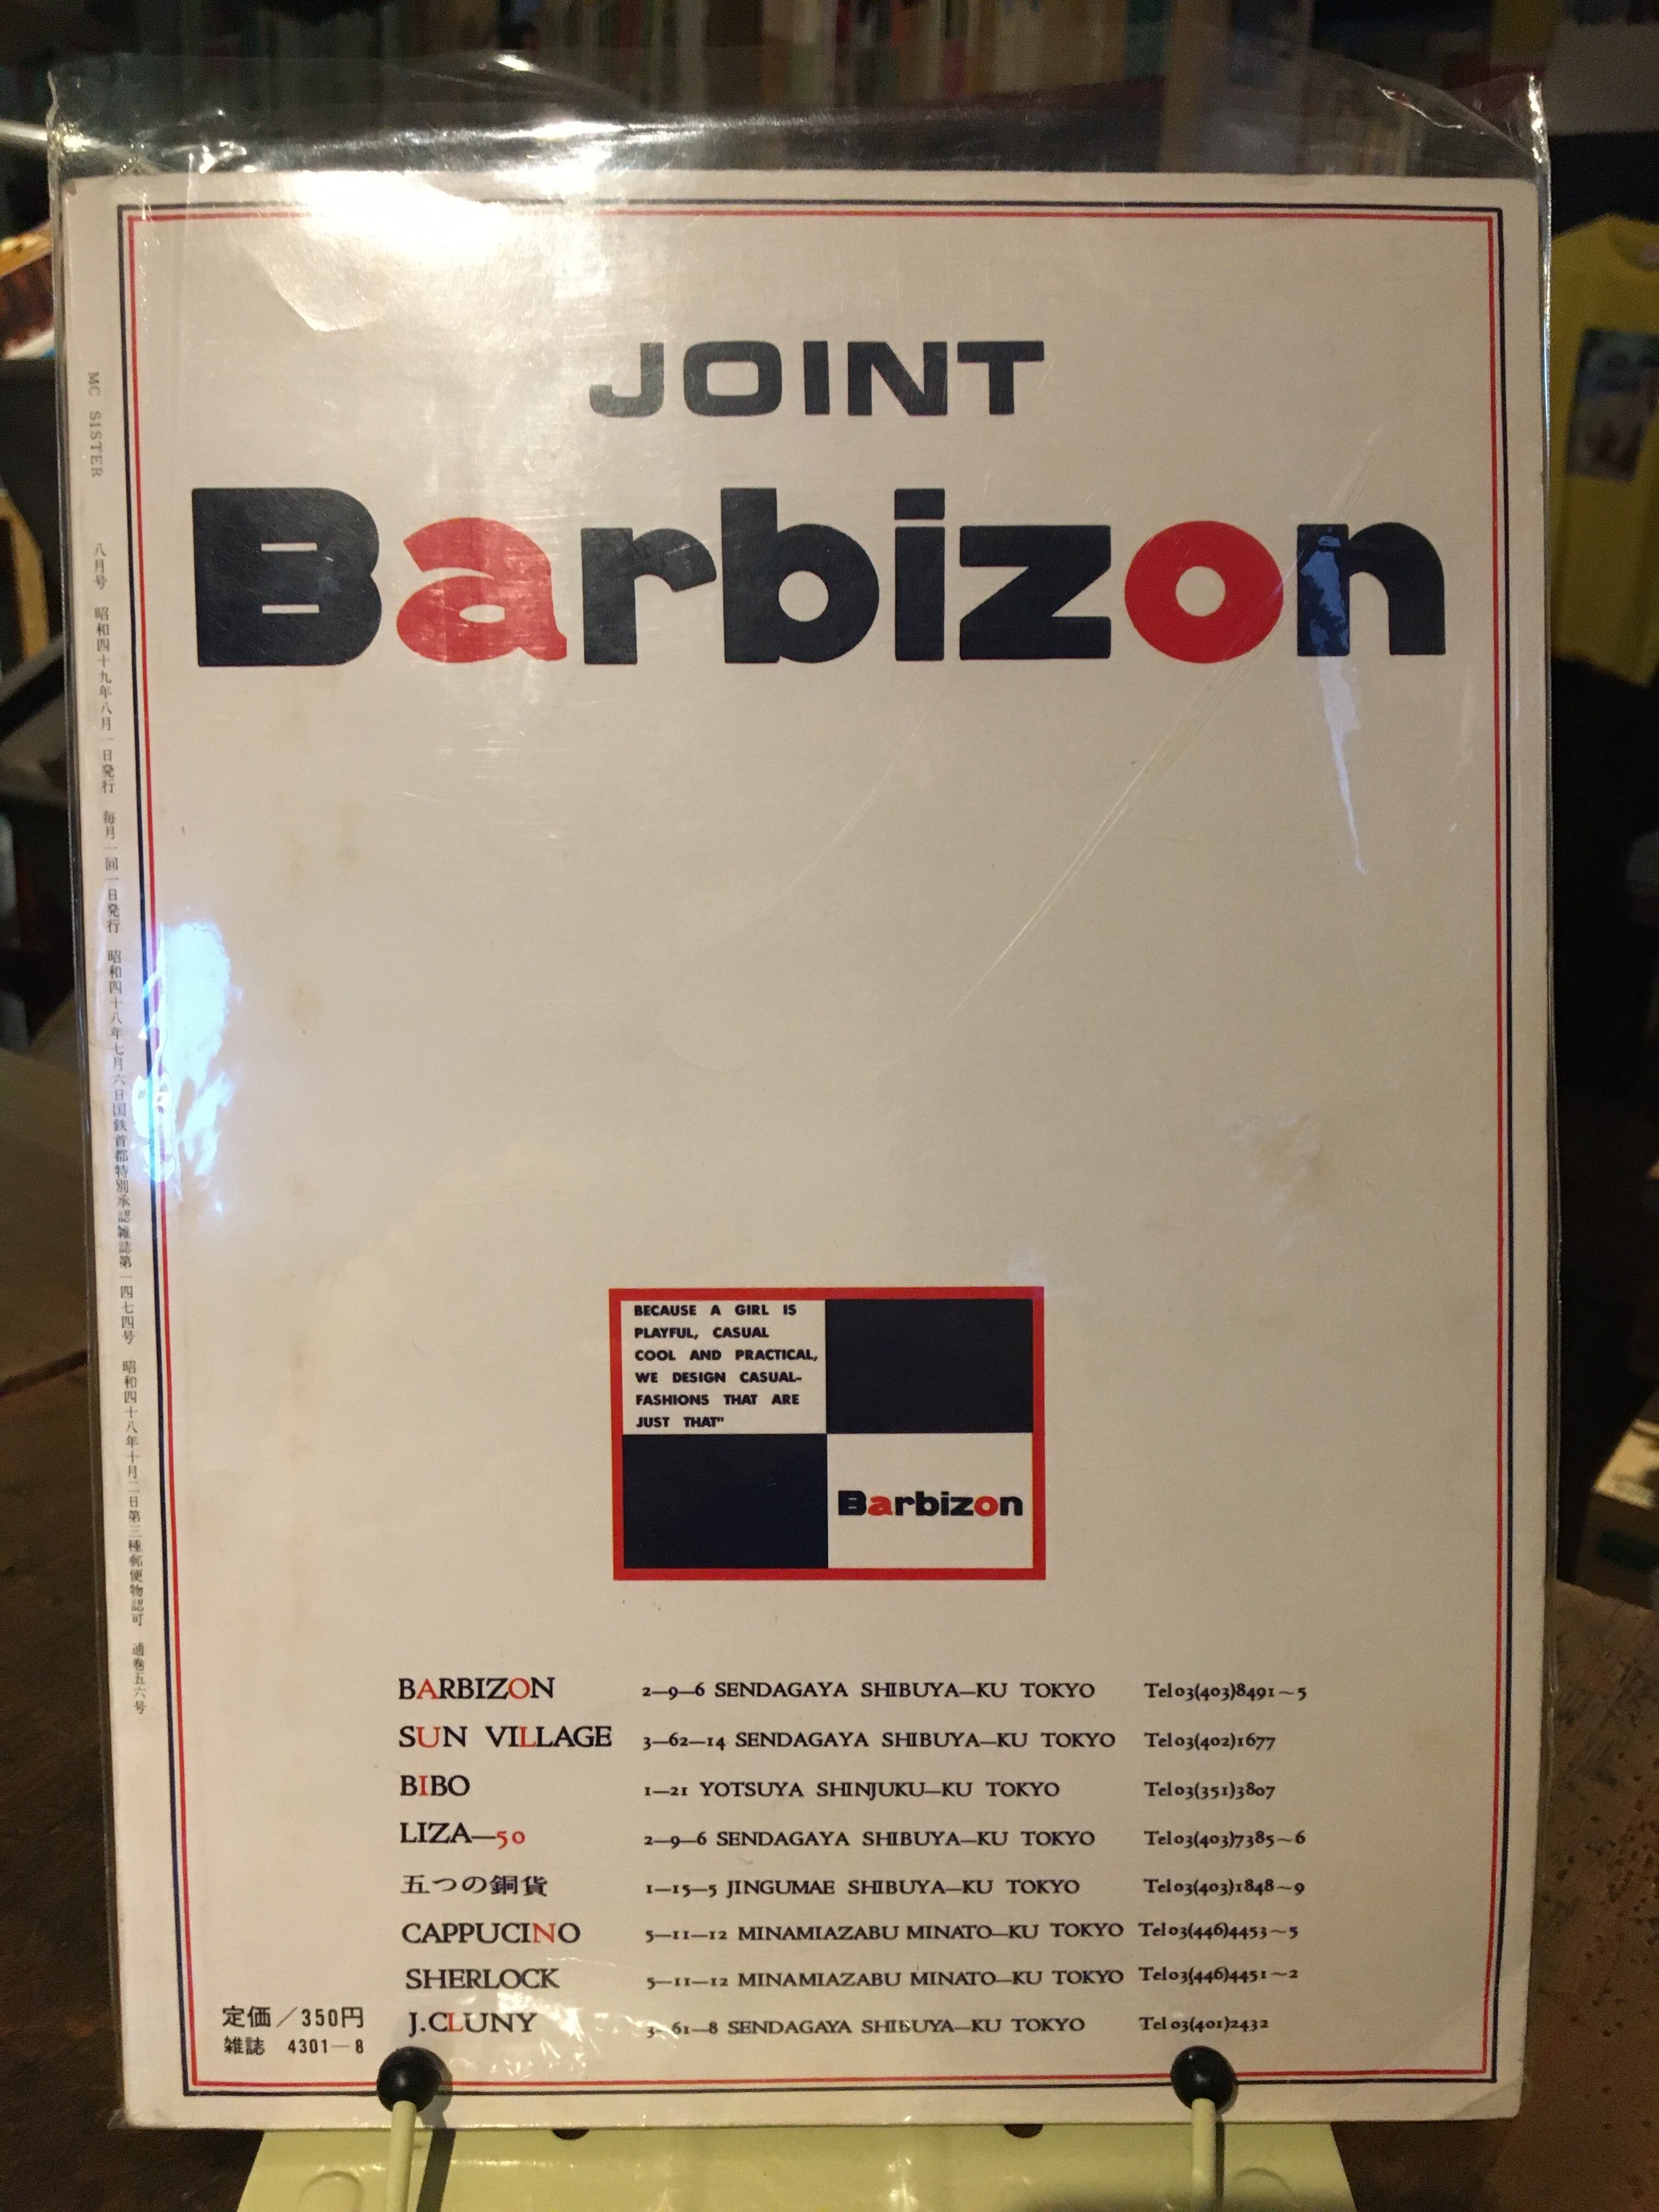 JOINT
Barbizon
MC SISTER 八月号 昭和四十九年八月一日発行 毎月一回一日発行 昭和四十八年七月六日国鉄首都特別承認雑誌第一四七四号 昭和四十八年十月二日第三種郵便物認可 通巻五六号
BECAUSE A GIRL IS
PLAYFUL, CASUAL
COOL AND PRACTICAL,
WE DESIGN CASUAL-
FASHIONS THAT ARE
JUST THAT”
Barbizon
BARBIZON 2—9—6 SENDAGAYA SHIBUYA—KU TOKYO Tel03(403)8491~5
SUN VILLAGE 3—62—14 SENDAGAYA SHIBUYA—KU TOKYO Tel03(402)1677
BIBO 1—21 YOTSUYA SHINJUKU—KU TOKYO Tel03(351)3807
LIZA—50 2—9—6 SENDAGAYA SHIBUYA—KU TOKYO Tel03(403)7385~6
五つの銅貨 1—15—5 JINGUMAE SHIBUYA—KU TOKYO Tel03(403)1848~9
CAPPUCINO 5—11—12 MINAMIAZABU MINATO—KU TOKYO Tel03(446)4453~5
SHERLOCK 5—11—12 MINAMIAZABU MINATO—KU TOKYO Tel03(446)4451~2
J.CLUNY 3—61—8 SENDAGAYA SHIBUYA—KU TOKYO Tel03(401)2432
定価/350円
雑誌 4301—8